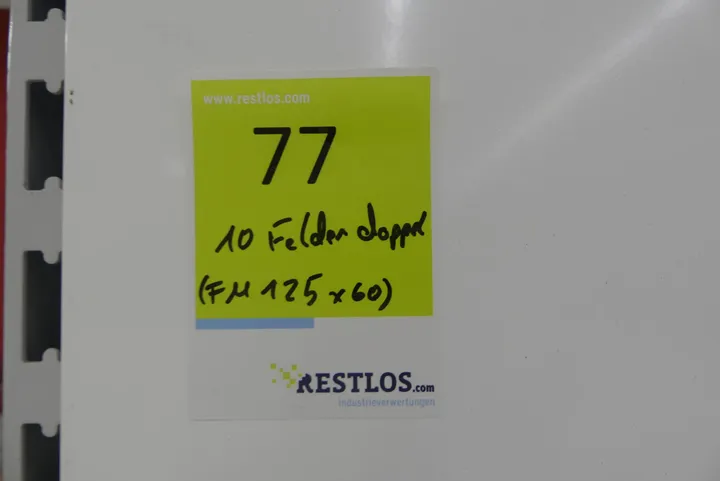 www.restlos.com
77
10 Felder doppel
(FM 125 x 60)
RESTLOS.com
industrieverwertungen